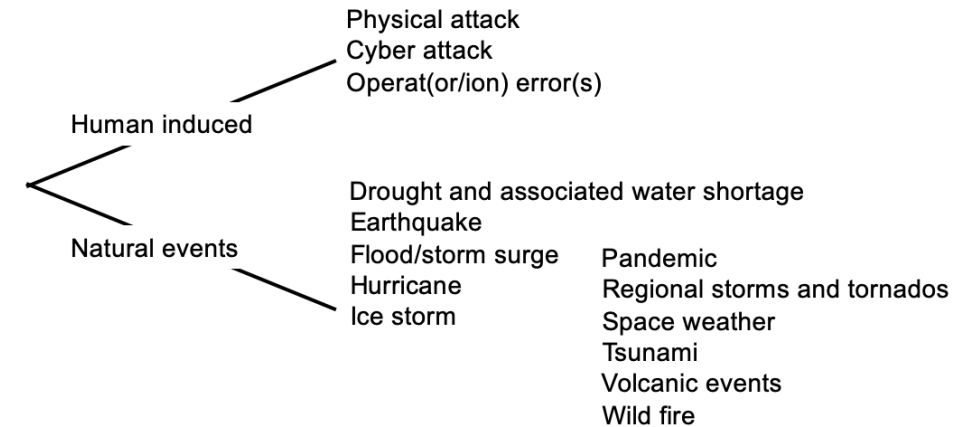 Physical attack
Cyber attack
Operat(or/ion) error(s)
Human induced
Natural events
Drought and associated water shortage
Earthquake
Flood/storm surge
Hurricane
Ice storm
Pandemic
Regional storms and tornados
Space weather
Tsunami
Volcanic events
Wild fire